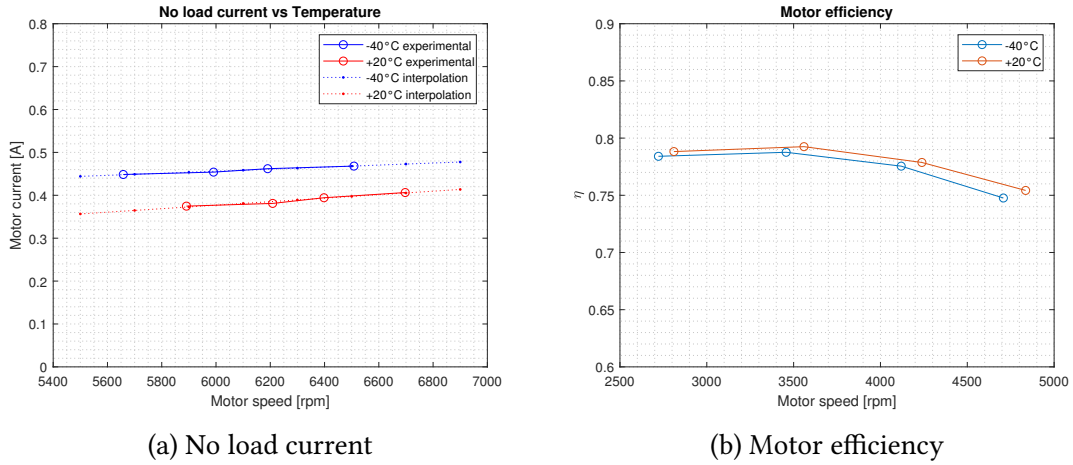 No load current vs Temperature
0.8
0.7
0.6
0.5
0.4
0.3
0.2
0.1
0
Motor current [A]
-40°C experimental
+20°C experimental
-40°C interpolation
+20°C interpolation
5400 5600 5800 6000 6200 6400 6600 6800 7000
Motor speed [rpm]
(a) No load current
Motor efficiency
0.9
0.85
0.8
0.75
0.7
0.65
0.6
η
-40°C
+20°C
2500 3000 3500 4000 4500 5000
Motor speed [rpm]
(b) Motor efficiency